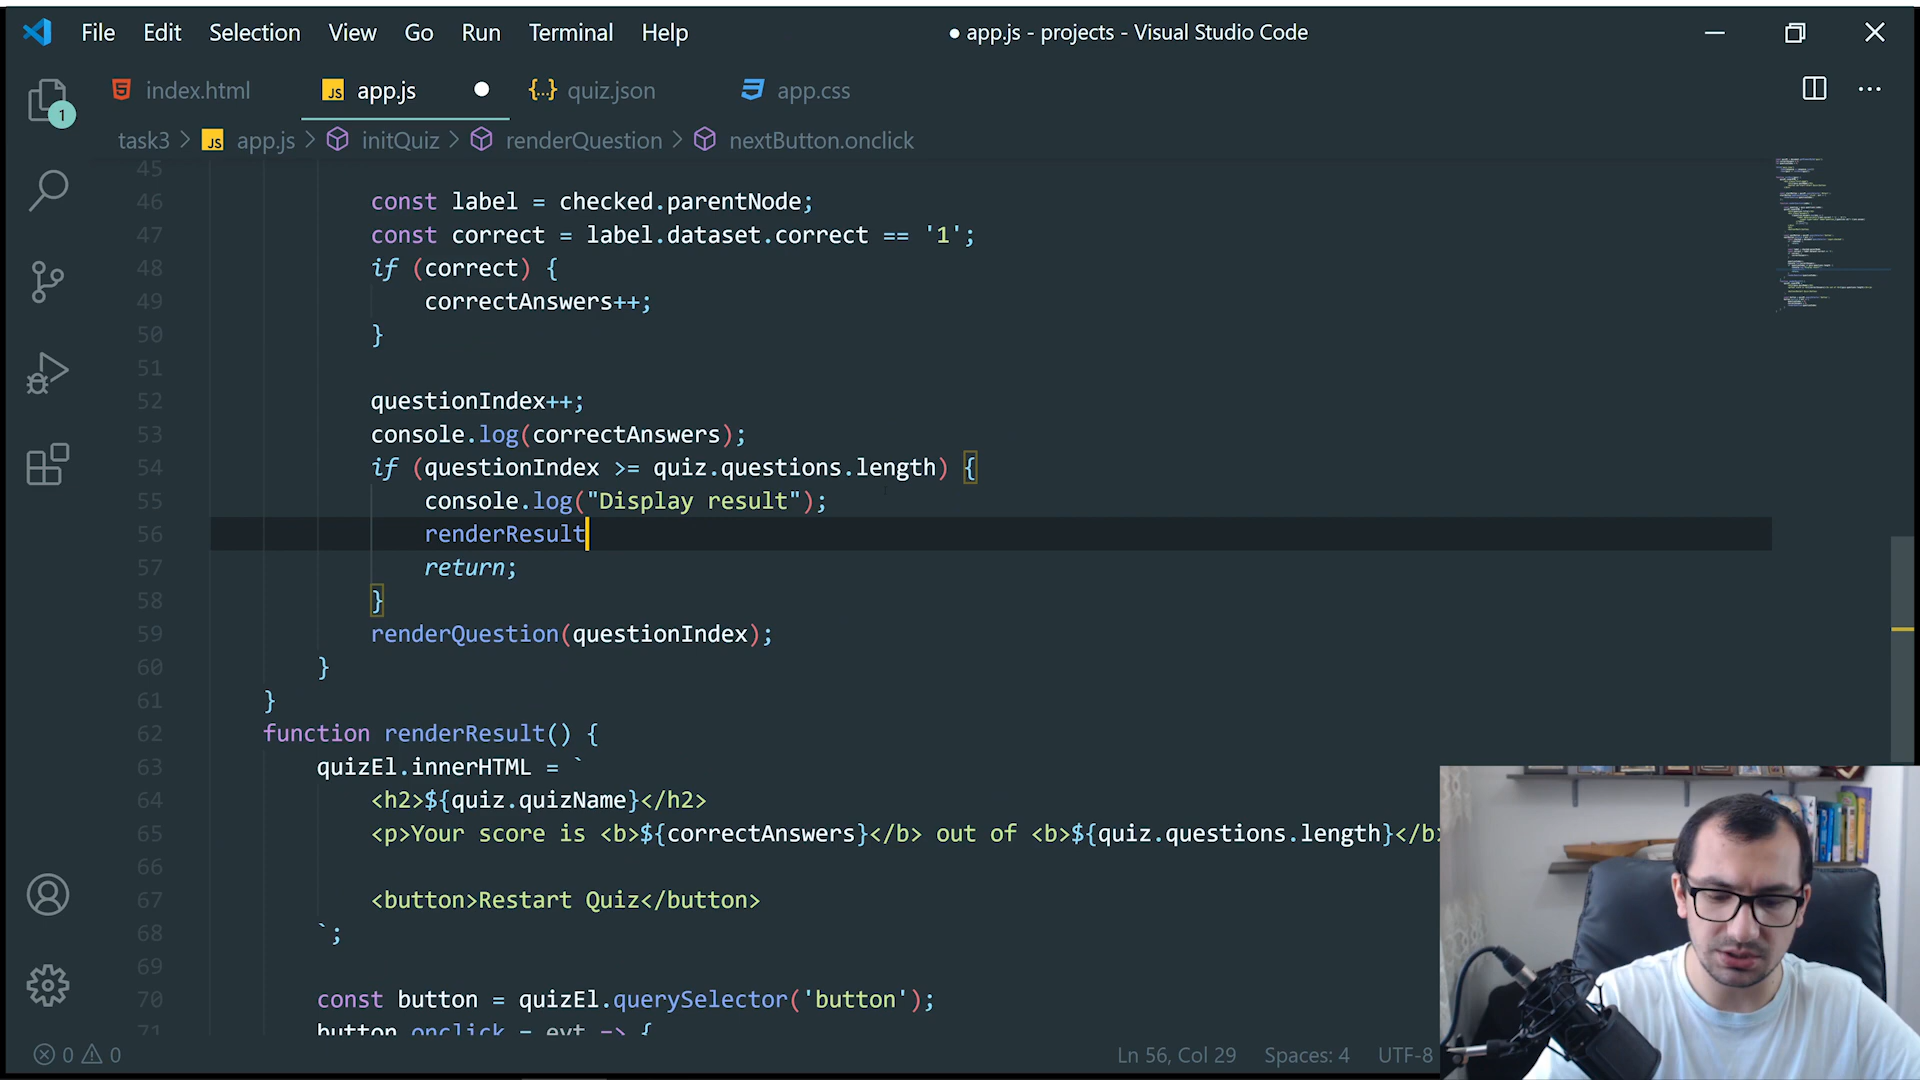 File Edit Selection View Go Run Terminal Help ● app.js - projects - Visual Studio Code
index.html JS app.js ● {..} quiz.json app.css
1
task3 > JS app.js > initQuiz > renderQuestion > nextButton.onclick
45
46 const label = checked.parentNode;
47 const correct = label.dataset.correct == '1';
48 if (correct) {
49 correctAnswers++;
50 }
51
52 questionIndex++;
53 console.log(correctAnswers);
54 if (questionIndex >= quiz.questions.length) {
55 console.log("Display result");
56 renderResult
57 return;
58 }
59 renderQuestion(questionIndex);
60 }
61 }
62 function renderResult() {
63 quizEl.innerHTML = `
64 <h2>${quiz.quizName}</h2>
65 <p>Your score is <b>${correctAnswers}</b> out of <b>${quiz.questions.length}</b
66
67 <button>Restart Quiz</button>
68 `;
69
70 const button = quizEl.querySelector('button');
71 button.onclick = evt => {
0 0 Ln 56, Col 29 Spaces: 4 UTF-8